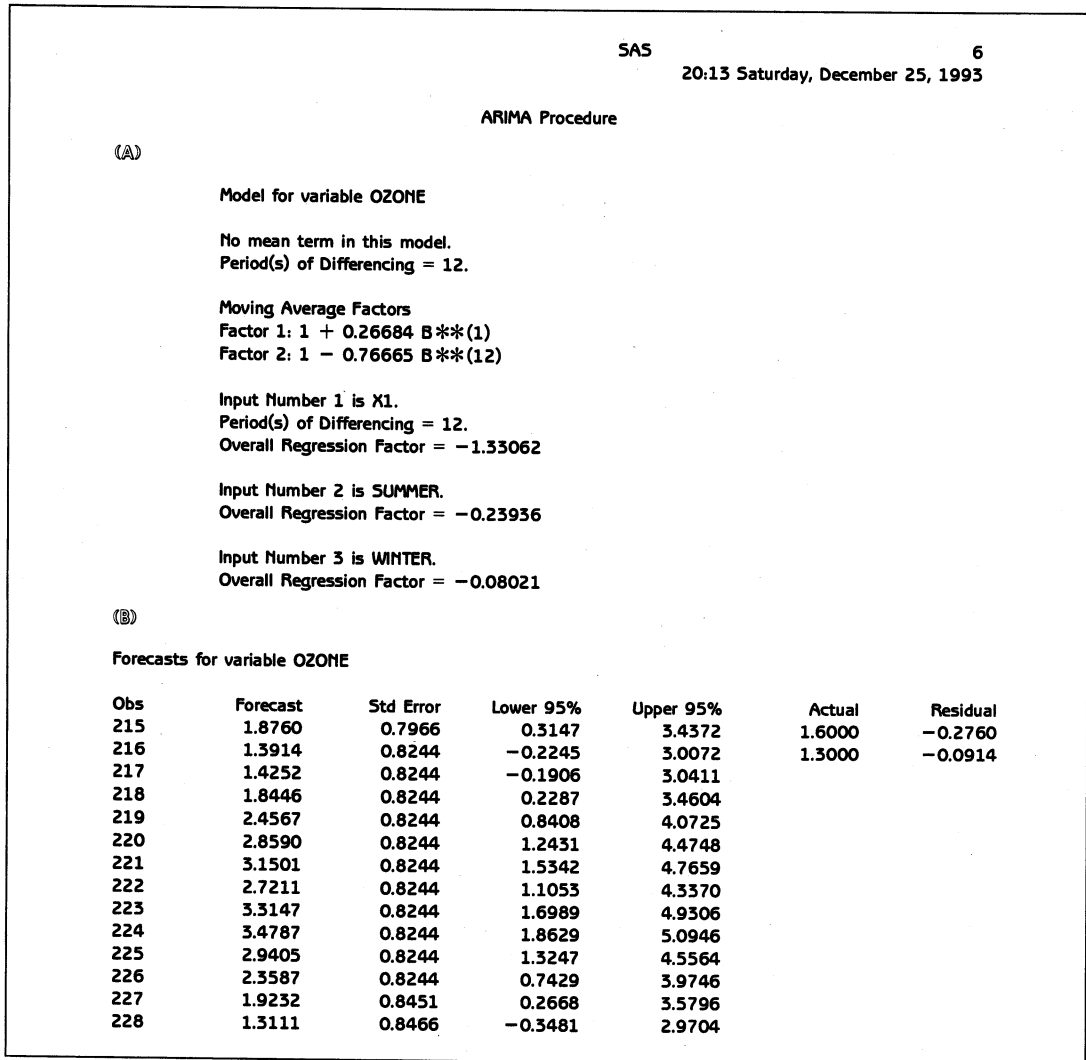 SAS 6
20:13 Saturday, December 25, 1993
ARIMA Procedure
(A)
Model for variable OZONE
No mean term in this model.
Period(s) of Differencing = 12.
Moving Average Factors
Factor 1: 1 + 0.26684 B**(1)
Factor 2: 1 − 0.76665 B**(12)
Input Number 1 is X1.
Period(s) of Differencing = 12.
Overall Regression Factor = −1.33062
Input Number 2 is SUMMER.
Overall Regression Factor = −0.23936
Input Number 3 is WINTER.
Overall Regression Factor = −0.08021
(B)
Forecasts for variable OZONE
Obs Forecast Std Error Lower 95% Upper 95% Actual Residual
215 1.8760 0.7966 0.3147 3.4372 1.6000 −0.2760
216 1.3914 0.8244 −0.2245 3.0072 1.3000 −0.0914
217 1.4252 0.8244 −0.1906 3.0411
218 1.8446 0.8244 0.2287 3.4604
219 2.4567 0.8244 0.8408 4.0725
220 2.8590 0.8244 1.2431 4.4748
221 3.1501 0.8244 1.5342 4.7659
222 2.7211 0.8244 1.1053 4.3370
223 3.3147 0.8244 1.6989 4.9306
224 3.4787 0.8244 1.8629 5.0946
225 2.9405 0.8244 1.3247 4.5564
226 2.3587 0.8244 0.7429 3.9746
227 1.9232 0.8451 0.2668 3.5796
228 1.3111 0.8466 −0.3481 2.9704